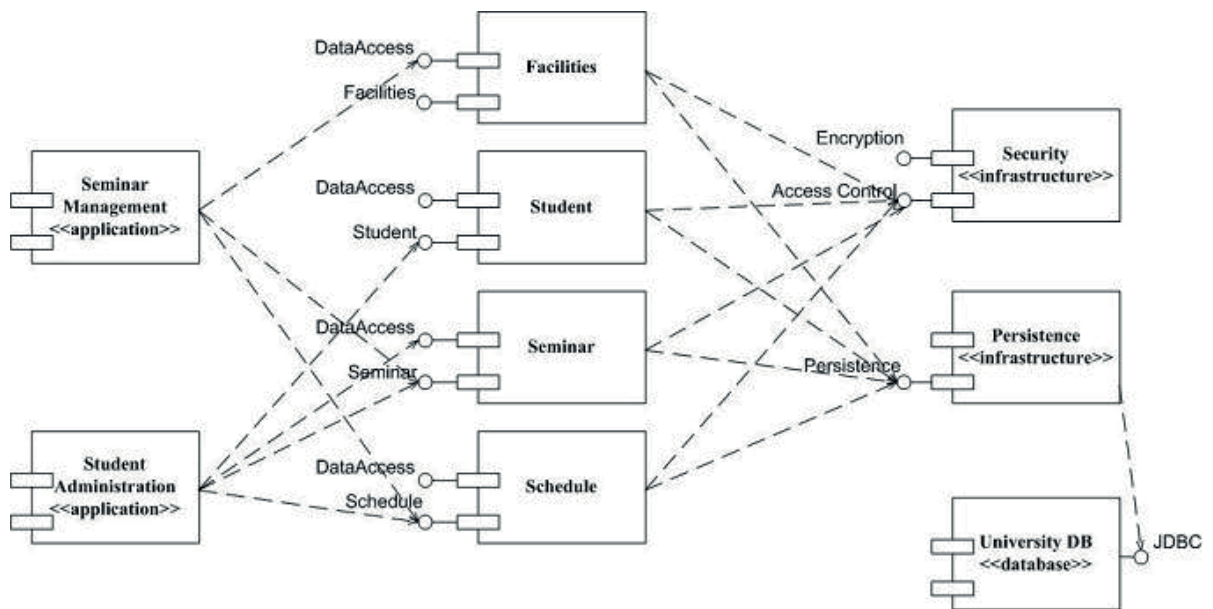 DataAccess
Facilities
Facilities
Encryption
Security
<<infrastructure>>
Access Control
Seminar
Management
<<application>>
DataAccess
Student
Student
DataAccess
Seminar
Seminar
Persistence
<<infrastructure>>
Persistence
Student
Administration
<<application>>
DataAccess
Schedule
Schedule
University DB
<<database>>
JDBC